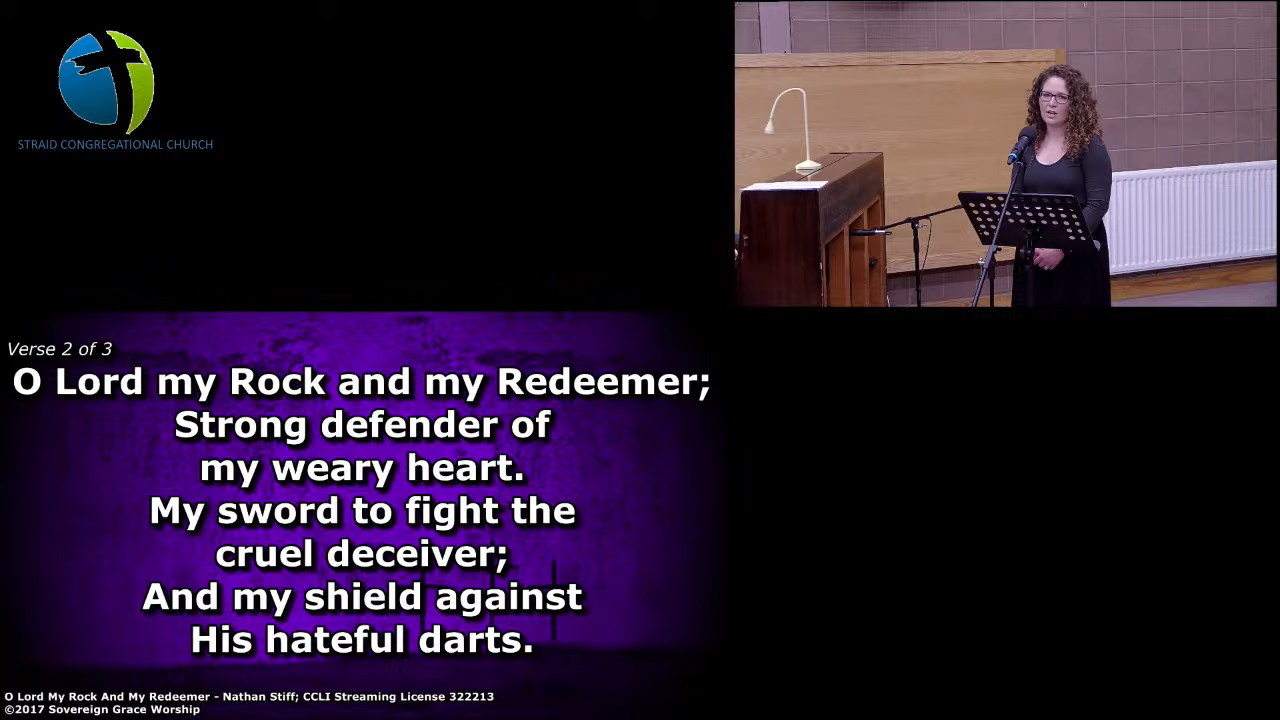 STRAID CONGREGATIONAL CHURCH
Verse 2 of 3
O Lord my Rock and my Redeemer;
Strong defender of
my weary heart.
My sword to fight the
cruel deceiver;
And my shield against
His hateful darts.
O Lord My Rock And My Redeemer - Nathan Stiff; CCLI Streaming License 322213
©2017 Sovereign Grace Worship